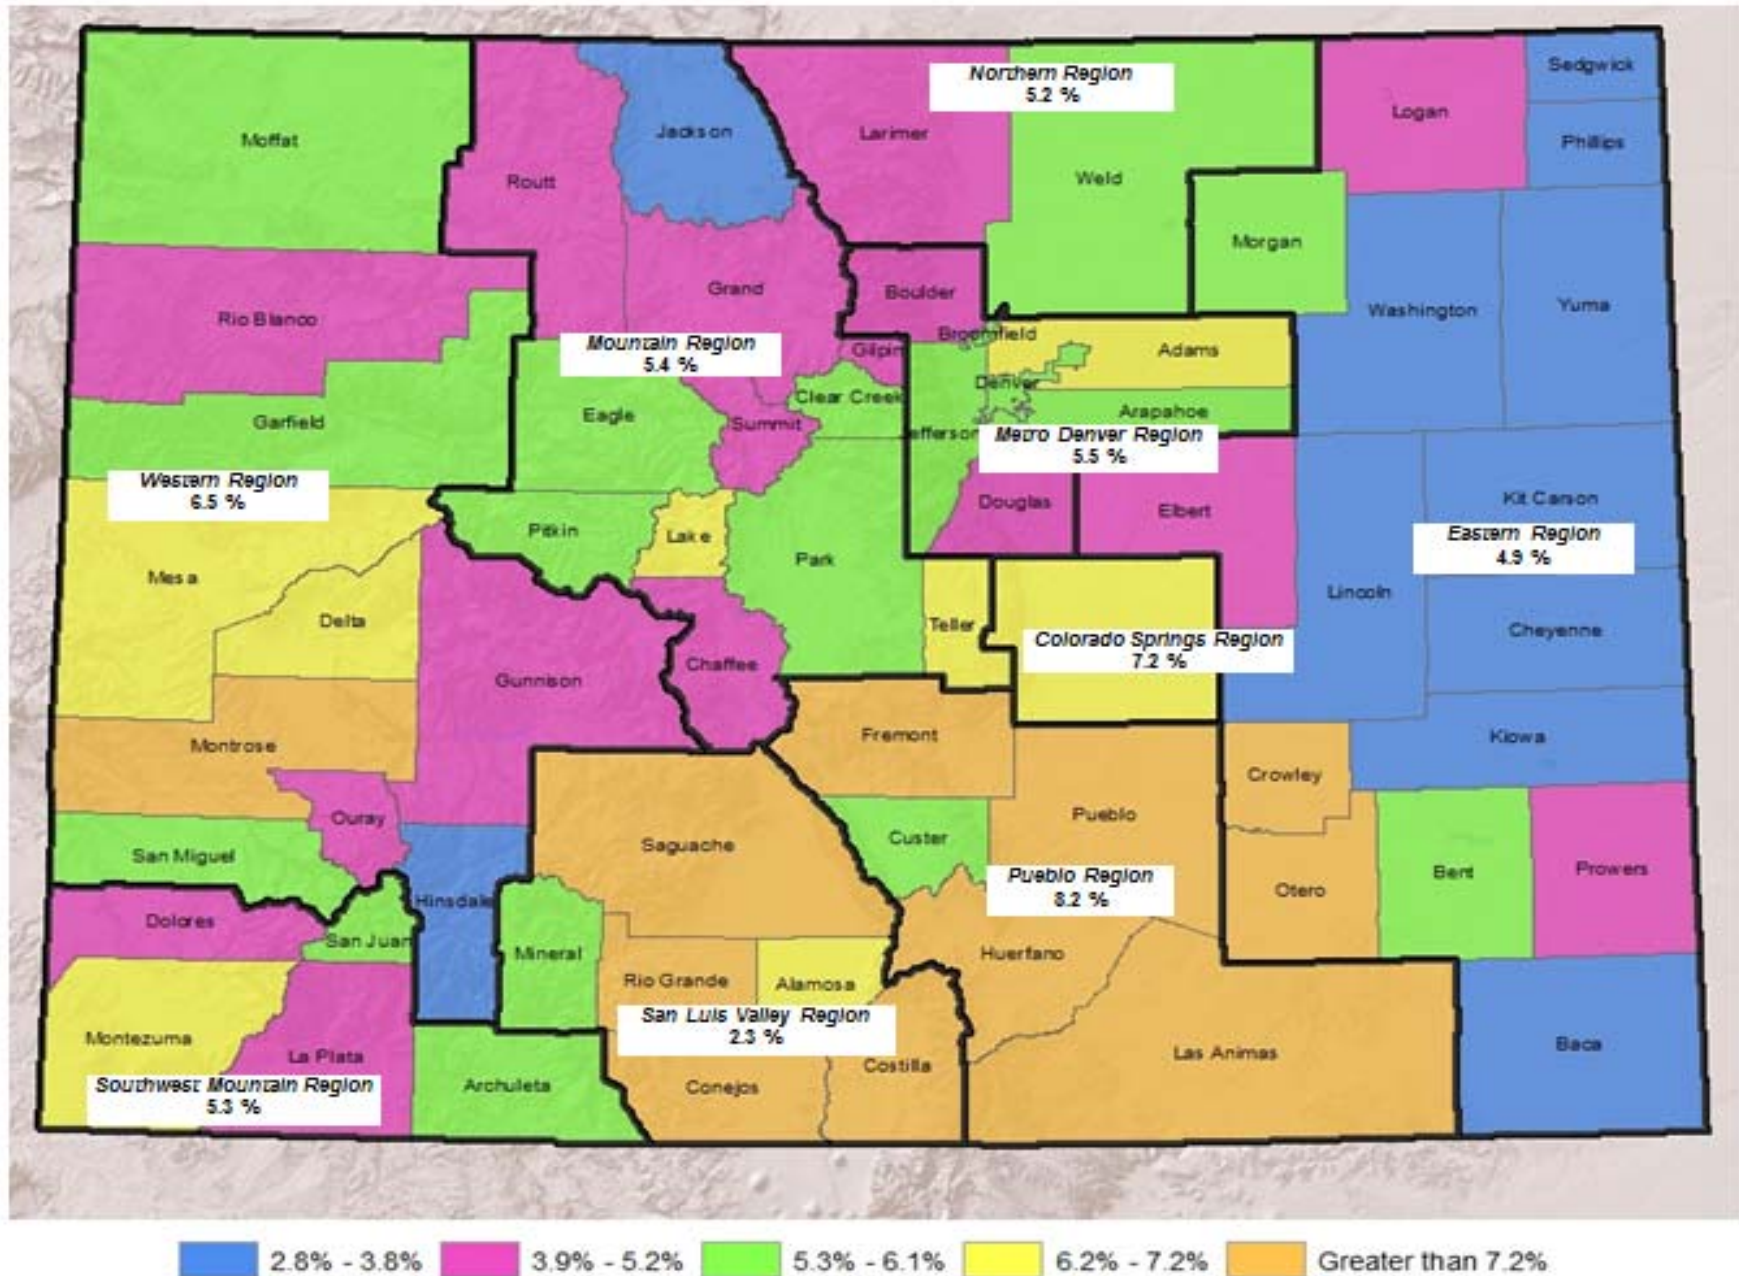 Northern Region
5.2 %
Sedgwick
Logan
Phillips
Moffat
Jackson
Larimer
Routt
Weld
Morgan
Rio Blanco
Grand
Boulder
Washington
Yuma
Broomfield
Mountain Region
5.4 %
Gilpin
Adams
Denver
Clear Creek
Arapahoe
Garfield
Eagle
Summit
Jefferson
Metro Denver Region
5.5 %
Western Region
6.5 %
Douglas
Elbert
Kit Carson
Pitkin
Lake
Park
Eastern Region
4.9 %
Mesa
Lincoln
Delta
Teller
Cheyenne
Colorado Springs Region
7.2 %
Gunnison
Chaffee
Montrose
Fremont
Kiowa
Crowley
Ouray
Pueblo
San Miguel
Saguache
Custer
Pueblo Region
8.2 %
Otero
Bent
Prowers
Hinsdale
Dolores
San Juan
Mineral
Huerfano
Rio Grande
Alamosa
San Luis Valley Region
2.3 %
Montezuma
La Plata
Las Animas
Baca
Southwest Mountain Region
5.3 %
Archuleta
Conejos
Costilla
2.8% - 3.8%
3.9% - 5.2%
5.3% - 6.1%
6.2% - 7.2%
Greater than 7.2%